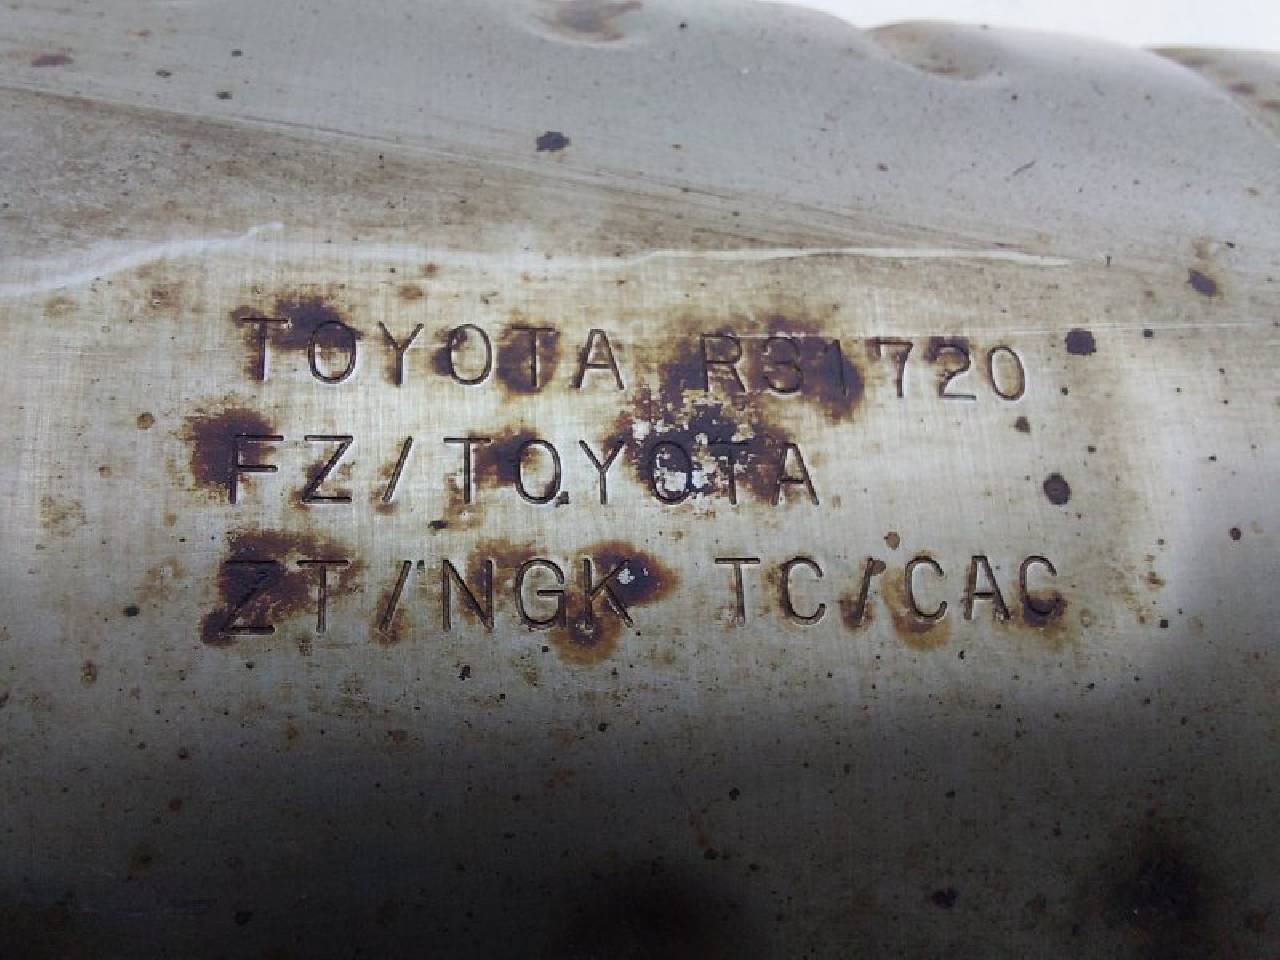 TOYOTA R31720
FZ/TOYOTA
ZT/NGK TC/CAC